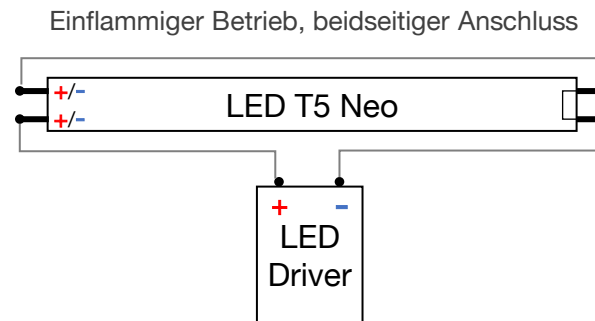 Einflammiger Betrieb, beidseitiger Anschluss
+/-
LED T5 Neo
+/-
+ -
LED
Driver